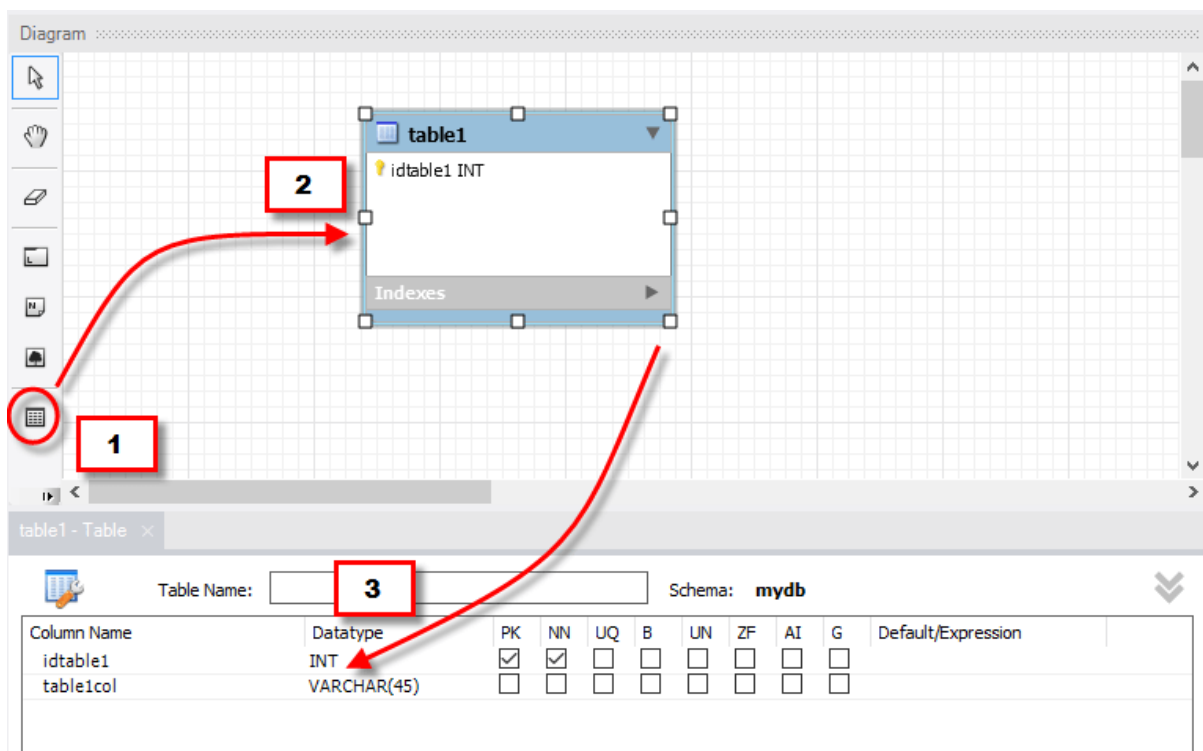 Diagram
table1
idtable1 INT
2
Indexes
1
table1 - Table
Table Name: 3 Schema: mydb
Column Name Datatype PK NN UQ B UN ZF AI G Default/Expression
idtable1 INT
table1col VARCHAR(45)